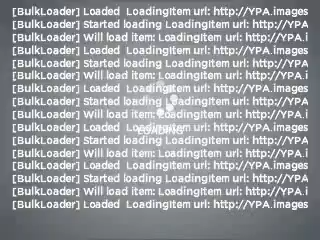 [BulkLoader] Loaded  LoadingItem url: http://YPA.images
[BulkLoader] Started loading LoadingItem url: http://YPA
[BulkLoader] Will load item: LoadingItem url: http://YPA.i
[BulkLoader] Loaded  LoadingItem url: http://YPA.images
[BulkLoader] Started loading LoadingItem url: http://YPA
[BulkLoader] Will load item: LoadingItem url: http://YPA.i
[BulkLoader] Loaded  LoadingItem url: http://YPA.images
[BulkLoader] Started loading LoadingItem url: http://YPA
[BulkLoader] Will load item: LoadingItem url: http://YPA.i
[BulkLoader] Loaded  LoadingItem url: http://YPA.images
LOADING
[BulkLoader] Started loading LoadingItem url: http://YPA
[BulkLoader] Will load item: LoadingItem url: http://YPA.i
[BulkLoader] Loaded  LoadingItem url: http://YPA.images
[BulkLoader] Started loading LoadingItem url: http://YPA
[BulkLoader] Will load item: LoadingItem url: http://YPA.i
[BulkLoader] Loaded  LoadingItem url: http://YPA.images